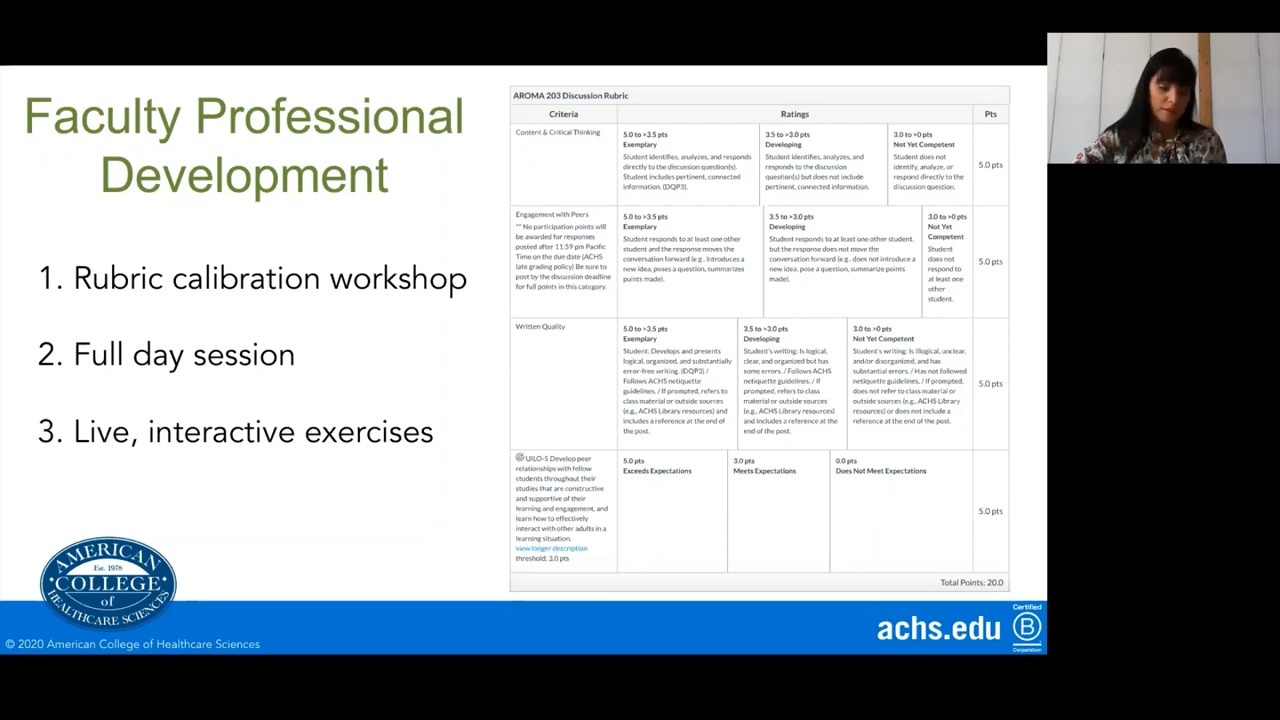 Faculty Professional
Development
1. Rubric calibration workshop
2. Full day session
3. Live, interactive exercises
AROMA 203 Discussion Rubric
Criteria
Ratings
Pts
Content & Critical Thinking
5.0 to >3.5 pts
Exemplary
Student identifies, analyzes, and responds
directly to the discussion question(s).
Student includes pertinent, connected
information. (DQP3)
3.5 to >3.0 pts
Developing
Student identifies, analyzes, and
responds to the discussion
question(s) but does not include
pertinent, connected information.
3.0 to >0 pts
Not Yet Competent
Student does not
identify, analyze, or
respond directly to the
discussion question.
5.0 pts
Engagement with Peers
** No participation points will
be awarded for responses
posted after 11:59 pm Pacific
Time on the due date (ACHS
late grading policy) Be sure to
post by the discussion deadline
for full points in this category.
5.0 to >3.5 pts
Exemplary
Student responds to at least one other
student and the response moves the
conversation forward (e.g., introduces a
new idea, poses a question, summarizes
points made).
3.5 to >3.0 pts
Developing
Student responds to at least one other student,
but the response does not move the
conversation forward (e.g., does not introduce a
new idea, pose a question, summarize points
made).
3.0 to >0 pts
Not Yet
Competent
Student
does not
respond to
at least one
other
student.
5.0 pts
Written Quality
5.0 to >3.5 pts
Exemplary
Student: Develops and presents
logical, organized, and substantially
error-free writing. (DQP3) /
Follows ACHS netiquette
guidelines. / If prompted, refers to
class material or outside sources
(e.g., ACHS Library resources) and
includes a reference at the end of
the post.
3.5 to >3.0 pts
Developing
Student's writing: Is logical,
clear, and organized but has
some errors. / Follows ACHS
netiquette guidelines. / If
prompted, refers to class
material or outside sources
(e.g., ACHS Library resources)
and includes a reference at the
end of the post.
3.0 to >0 pts
Not Yet Competent
Student's writing: Is Illogical, unclear,
and/or disorganized, and has
substantial errors. / Has not followed
netiquette guidelines. / If prompted,
does not refer to class material or
outside sources (e.g., ACHS Library
resources) or does not include a
reference at the end of the post.
5.0 pts
UILO-5 Develop peer
relationships with fellow
students throughout their
studies that are constructive
and supportive of their
learning and engagement, and
learn how to effectively
interact with other adults in a
learning situation.
view longer description
threshold: 3.0 pts
5.0 pts
Exceeds Expectations
3.0 pts
Meets Expectations
0.0 pts
Does Not Meet Expectations
5.0 pts
Total Points: 20.0
AMERICAN
Est. 1978
COLLEGE
of
HEALTHCARE SCIENCES
© 2020 American College of Healthcare Sciences
achs.edu
Certified
B
Corporation